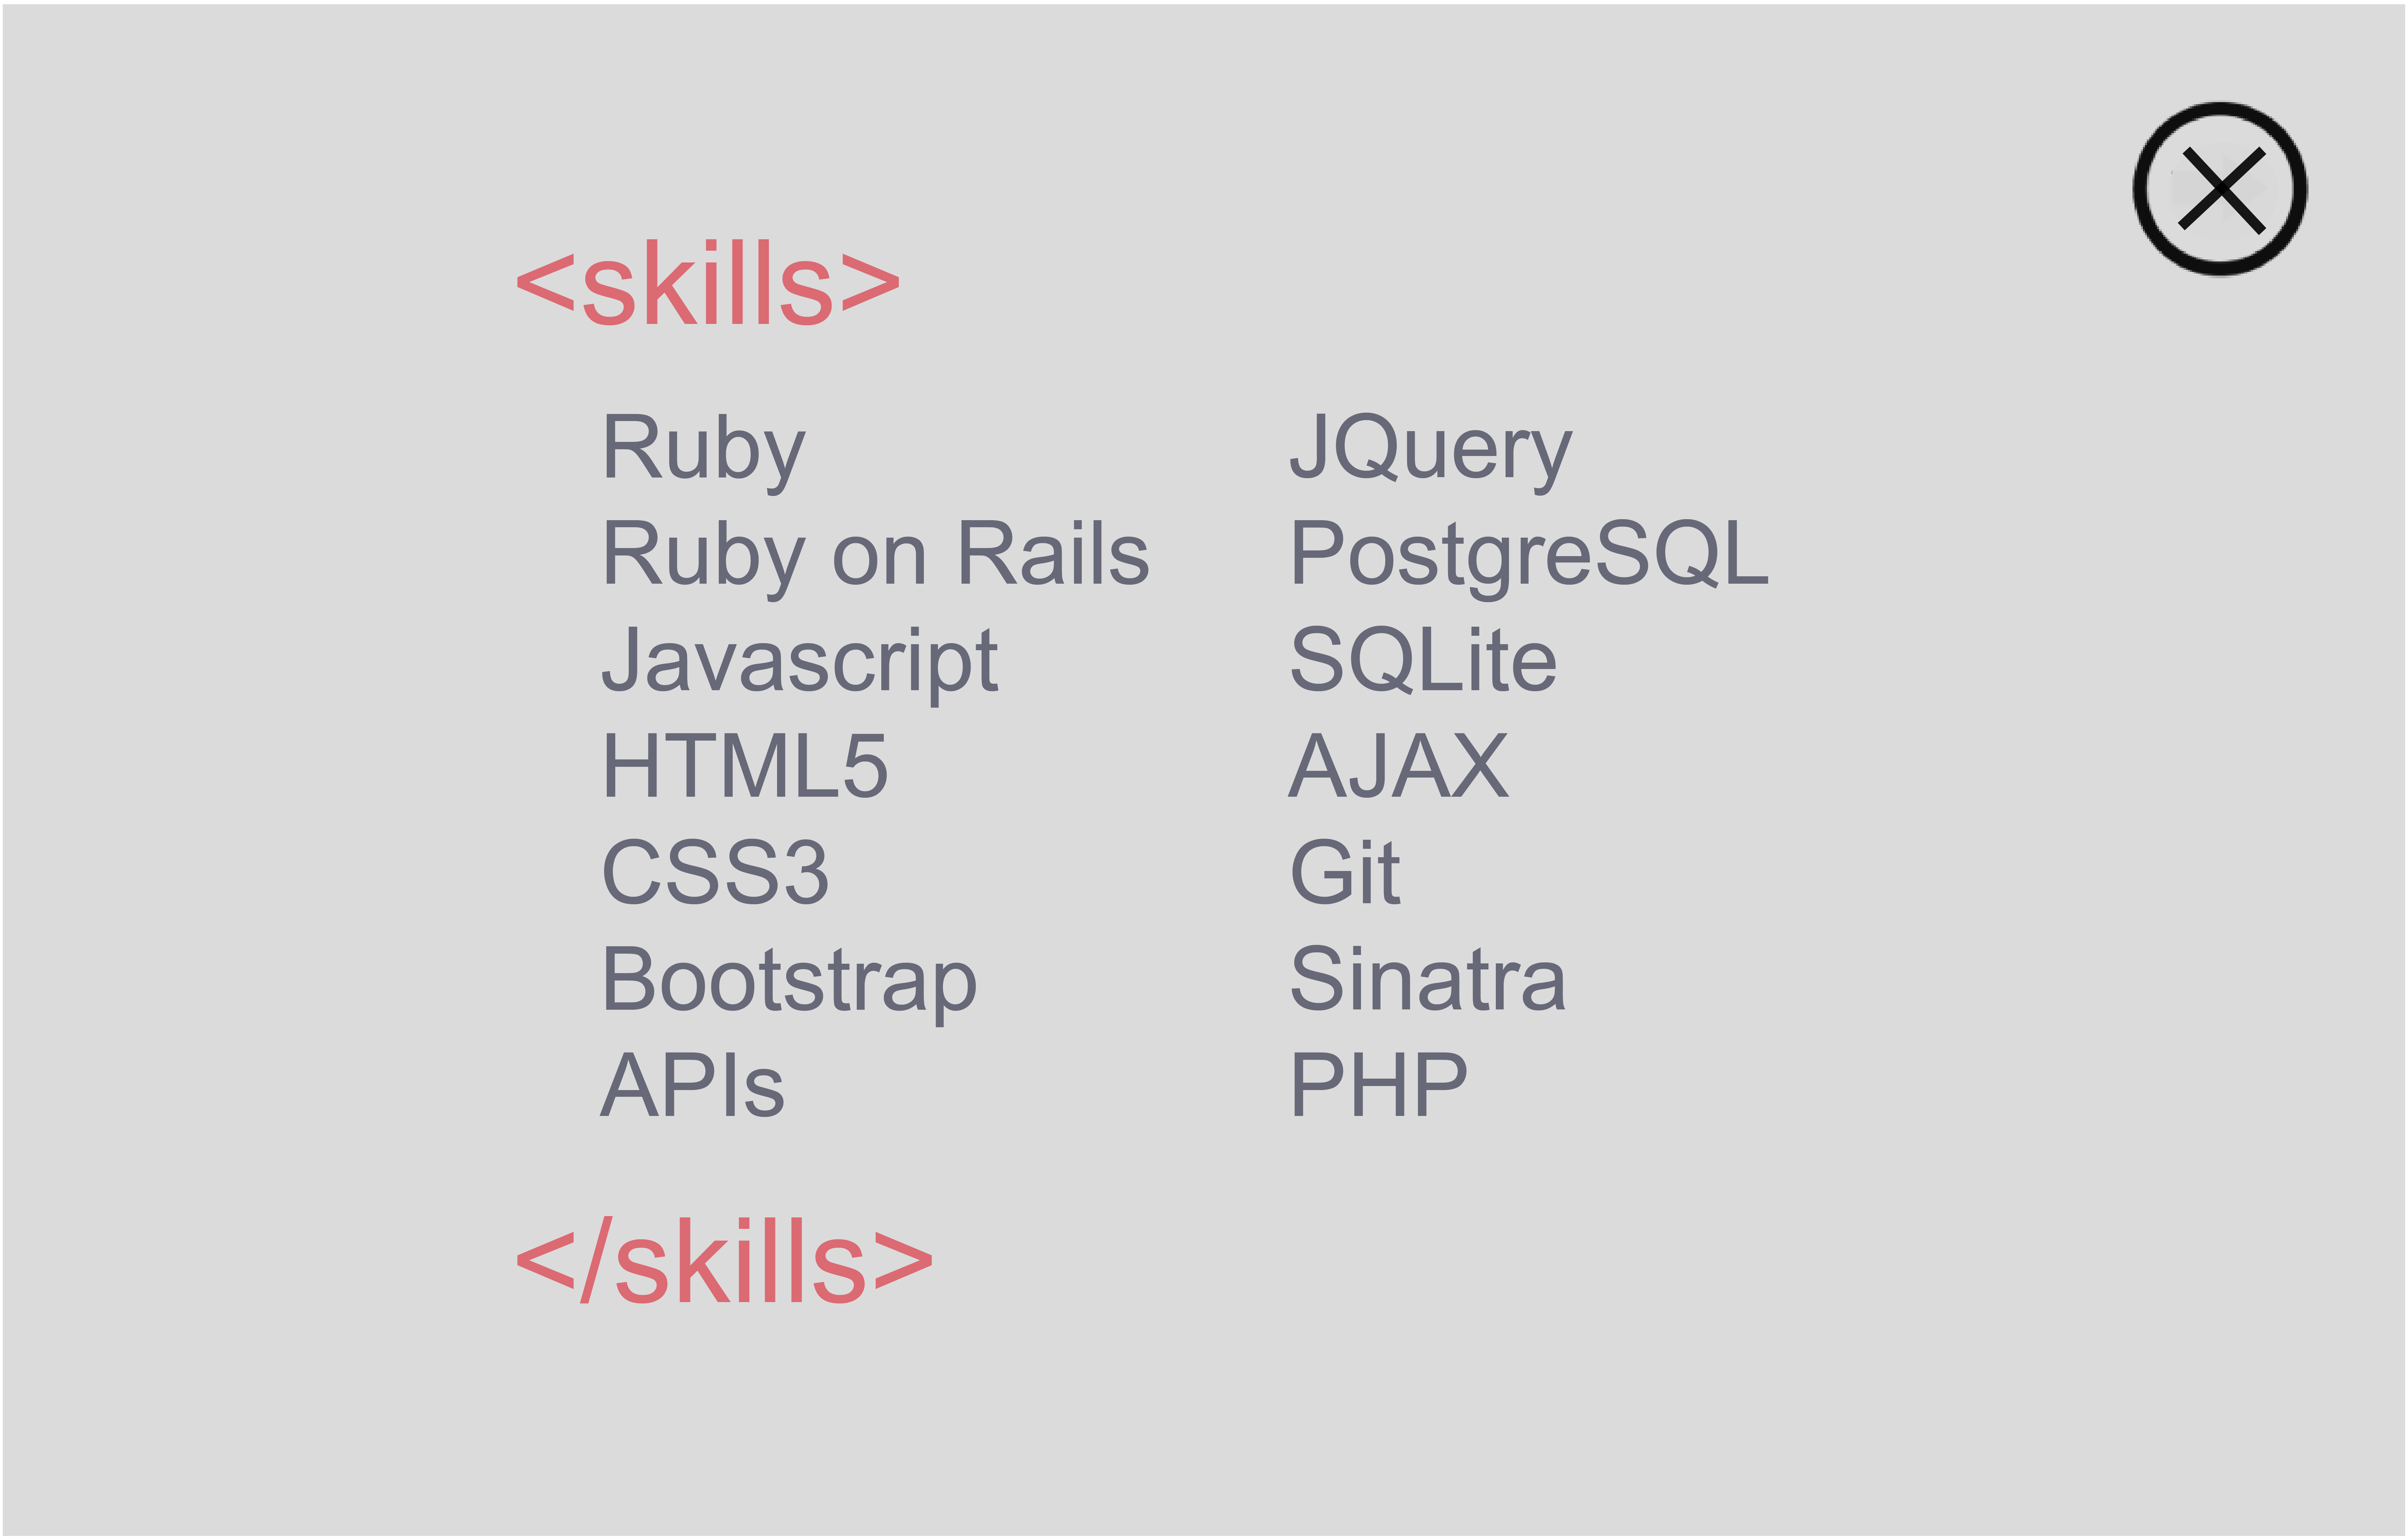 <skills>
Ruby
Ruby on Rails
Javascript
HTML5
CSS3
Bootstrap
APIs
JQuery
PostgreSQL
SQLite
AJAX
Git
Sinatra
PHP
</skills>